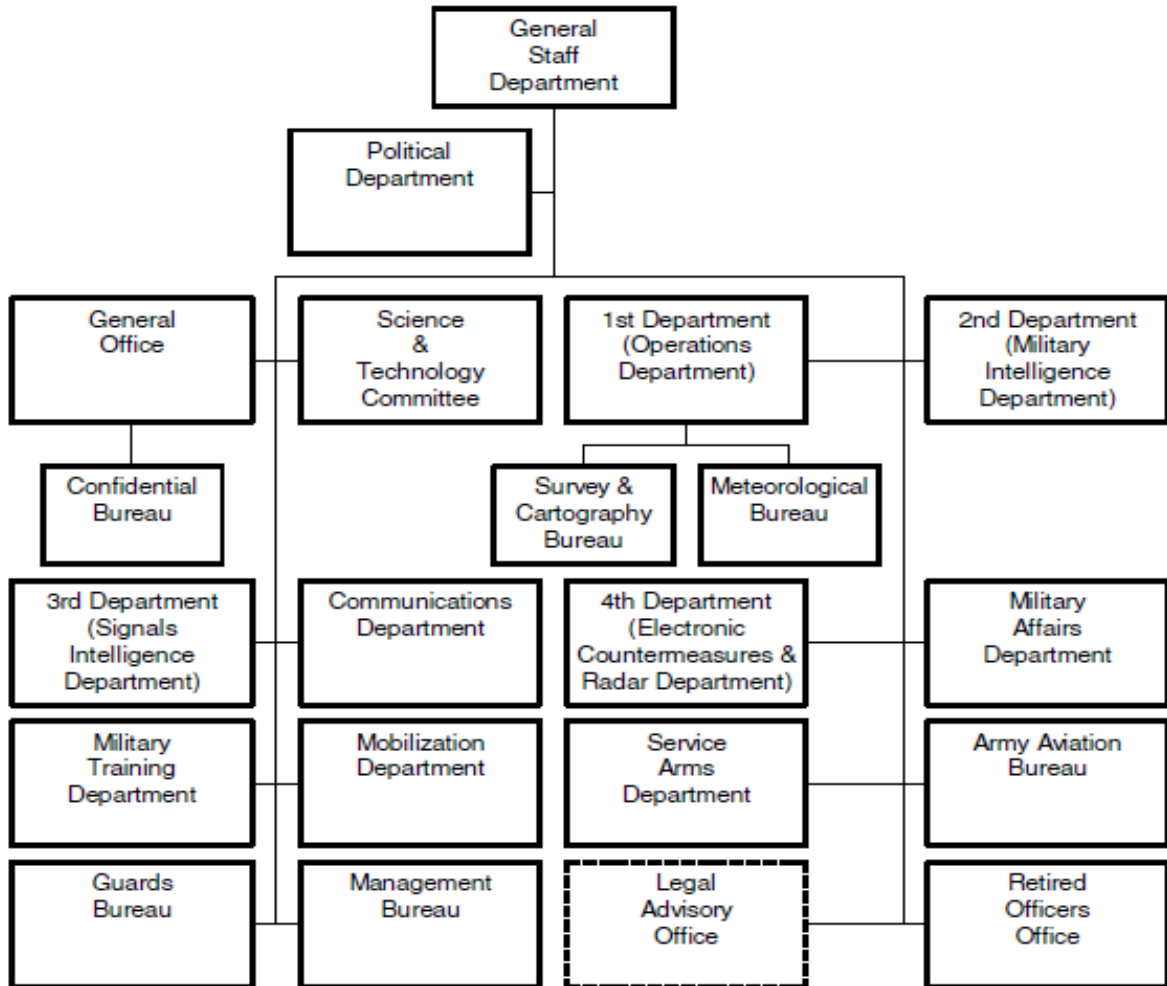 General
Staff
Department
Political
Department
General
Office
Science
&
Technology
Committee
1st Department
(Operations
Department)
2nd Department
(Military
Intelligence
Department)
Confidential
Bureau
Survey &
Cartography
Bureau
Meteorological
Bureau
3rd Department
(Signals
Intelligence
Department)
Communications
Department
4th Department
(Electronic
Countermeasures &
Radar Department)
Military
Affairs
Department
Military
Training
Department
Mobilization
Department
Service
Arms
Department
Army Aviation
Bureau
Guards
Bureau
Management
Bureau
Legal
Advisory
Office
Retired
Officers
Office